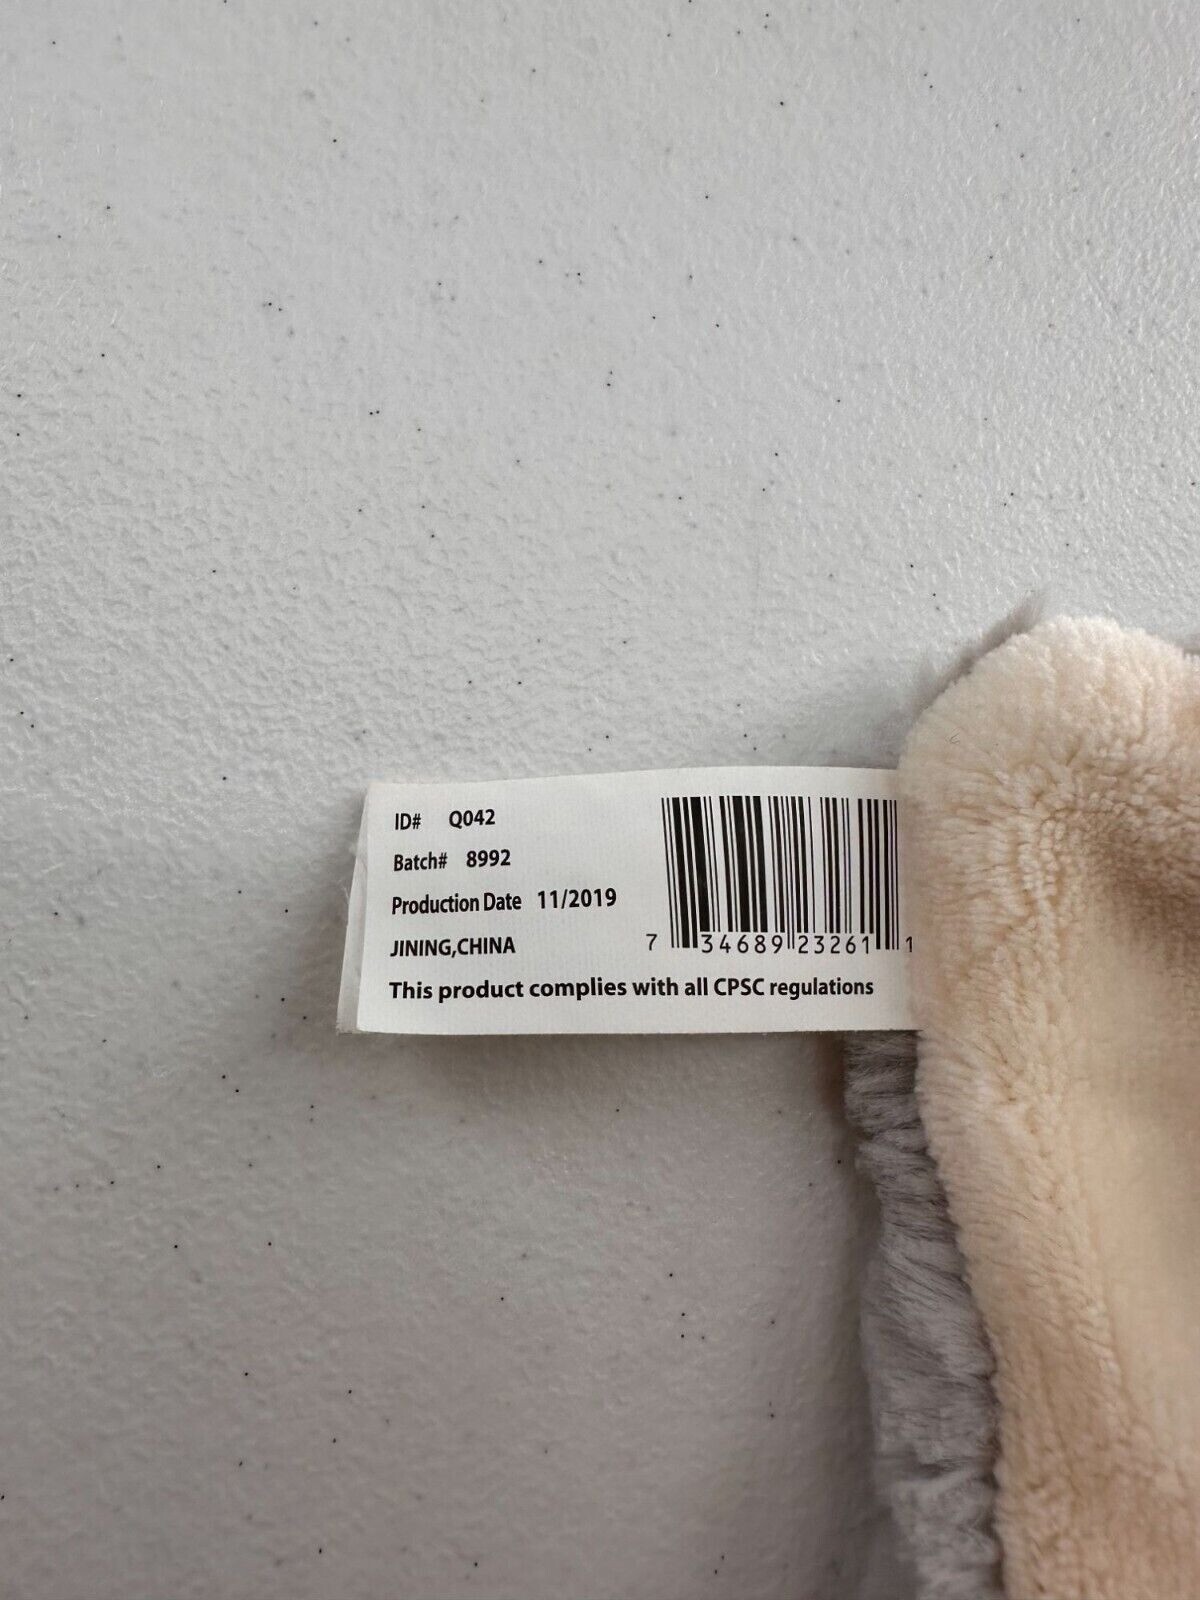 ID# Q042
Batch# 8992
Production Date 11/2019
JINING,CHINA
7 34689 23261 1
This product complies with all CPSC regulations